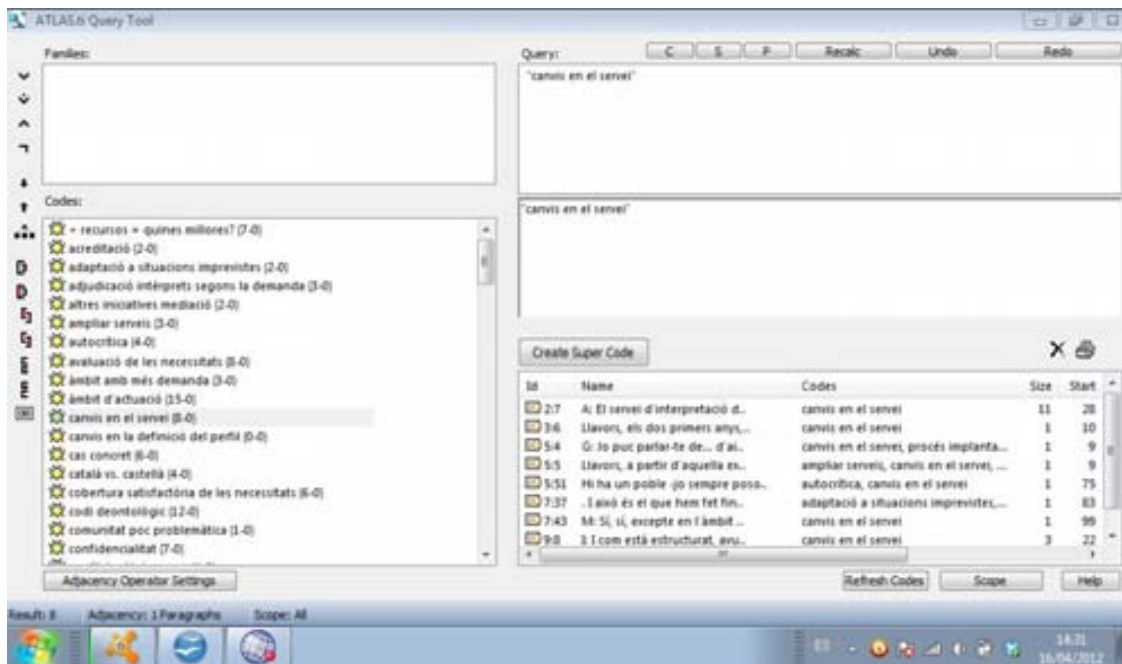 ATLAS.ti Query Tool
Families:
Query:
C S P Recalc Undo Redo
"canvis en el servei"
Codes:
+ recursos = quines millores? (7-0)
acreditació (2-0)
adaptació a situacions imprevistes (2-0)
adjudicació intèrprets segons la demanda (3-0)
altres iniciatives mediació (2-0)
ampliar serveis (3-0)
autocrítica (4-0)
avaluació de les necessitats (8-0)
àmbit amb més demanda (3-0)
àmbit d'actuació (15-0)
canvis en el servei (8-0)
canvis en la definició del perfil (0-0)
cas concret (6-0)
català vs. castellà (4-0)
cobertura satisfactòria de les necessitats (6-0)
codi deontològic (12-0)
comunitat poc problemàtica (1-0)
confidencialitat (7-0)
"canvis en el servei"
Create Super Code
Id Name Codes Size Start
2:7 A: El servei d'interpretació d.. canvis en el servei 11 28
3:6 Llavors, els dos primers anys,... canvis en el servei 1 10
5:4 G: Jo puc parlar-te de... d'ai... canvis en el servei, procés implanta... 1 9
5:5 Llavors, a partir d'aquella ex.. ampliar serveis, canvis en el servei, ... 1 9
5:51 Hi ha un poble -jo sempre poso.. autocrítica, canvis en el servei 1 75
7:37 . I això és el que hem fet fin.. adaptació a situacions imprevistes,... 1 83
7:43 M: Sí, sí, excepte en l'àmbit ... canvis en el servei 1 99
9:8 I: I com està estructurat, avu.. canvis en el servei 3 22
Adjacency Operator Settings
Refresh Codes Scope Help
Result: 8 Adjacency: 1 Paragraphs Scope: All
ES
14:31
16/04/2012